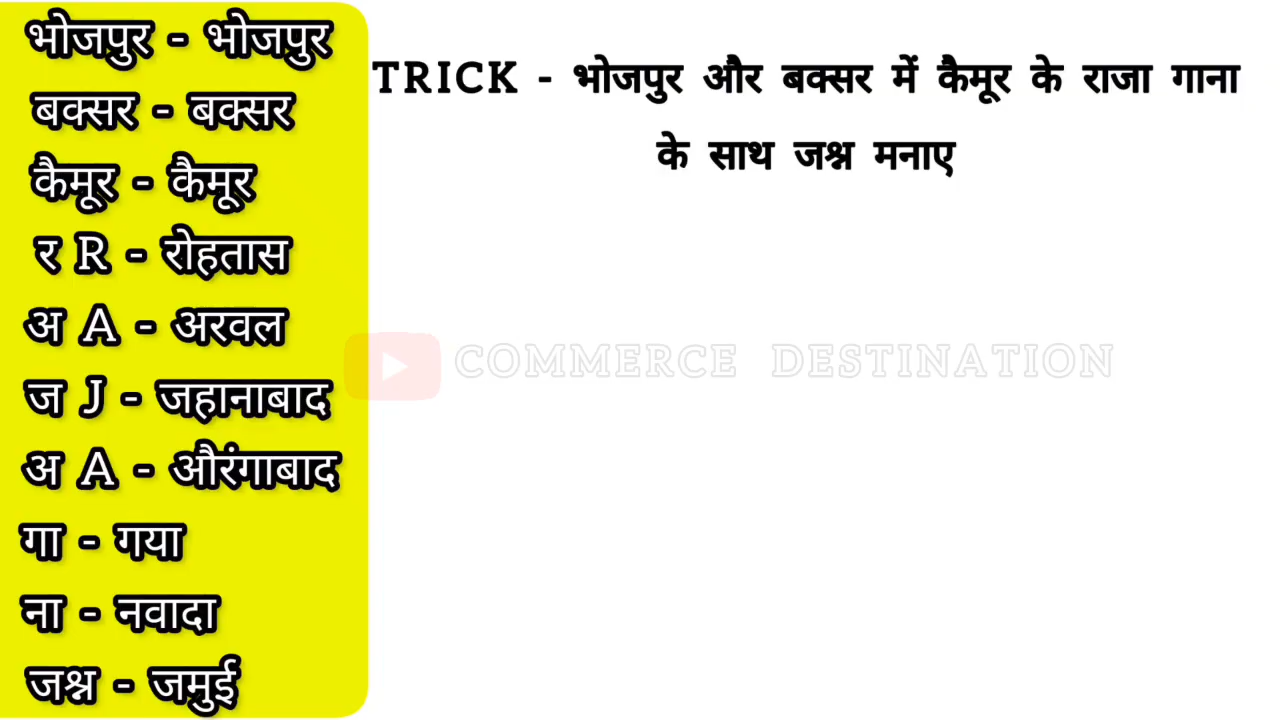 भोजपुर - भोजपुर
बक्सर - बक्सर
कैमूर - कैमूर
र R - रोहतास
अ A - अरवल
ज J - जहानाबाद
अ A - औरंगाबाद
गा - गया
ना - नवादा
जश्न - जमुई
TRICK - भोजपुर और बक्सर में कैमूर के राजा गाना
के साथ जश्न मनाए
COMMERCE DESTINATION